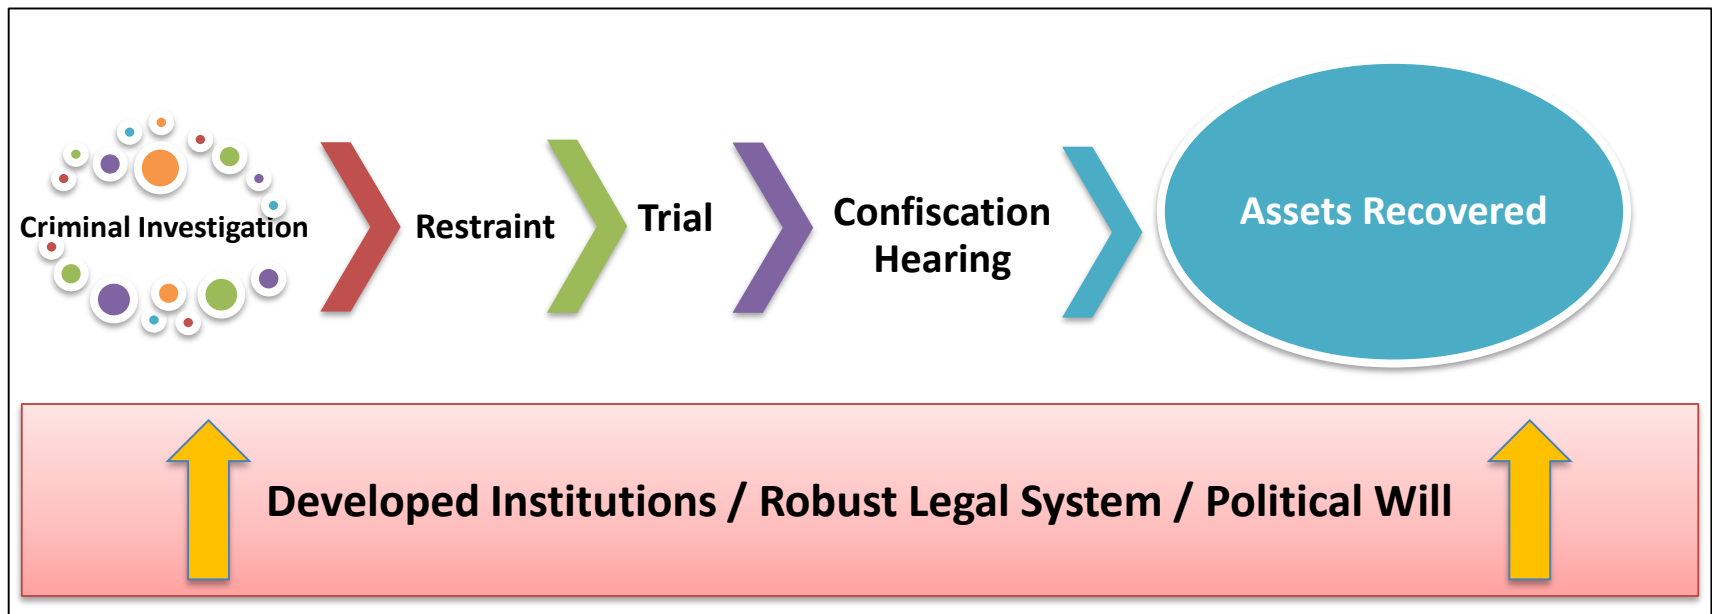 Criminal Investigation
Restraint
Trial
Confiscation
Hearing
Assets Recovered
Developed Institutions / Robust Legal System / Political Will